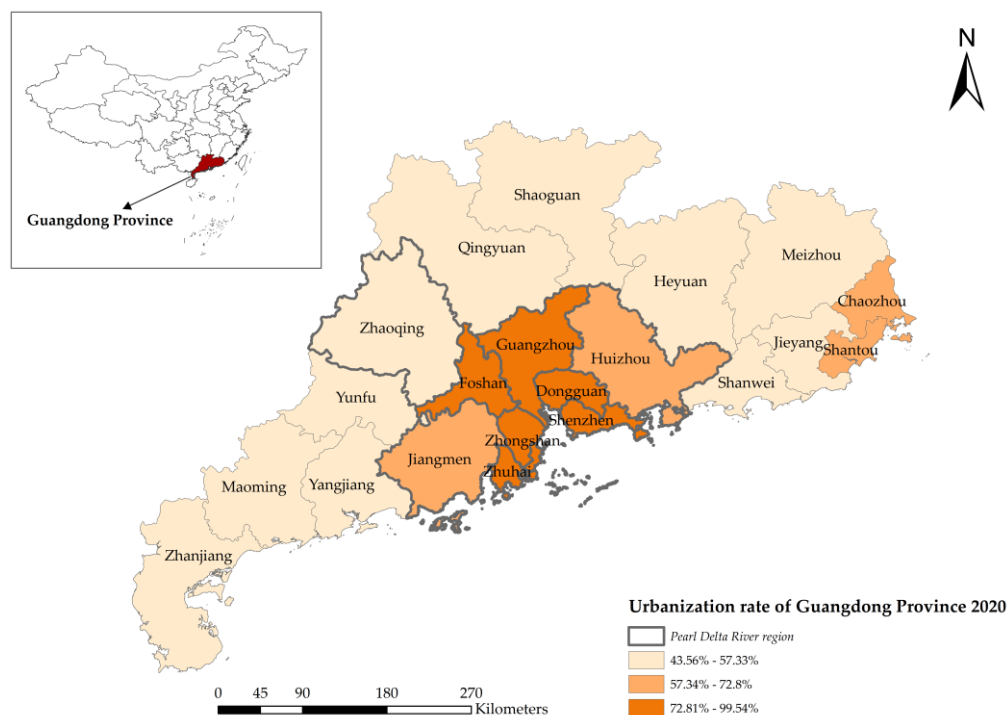 Guangdong Province
N
Shaoguan
Qingyuan
Meizhou
Heyuan
Chaozhou
Zhaoqing
Guangzhou
Jieyang
Huizhou
Shantou
Foshan
Dongguan
Shanwei
Yunfu
Shenzhen
Zhongshan
Jiangmen
Zhuhai
Maoming
Yangjiang
Zhanjiang
Urbanization rate of Guangdong Province 2020
Pearl Delta River region
43.56% - 57.33%
57.34% - 72.8%
72.81% - 99.54%
0 45 90 180 270
Kilometers